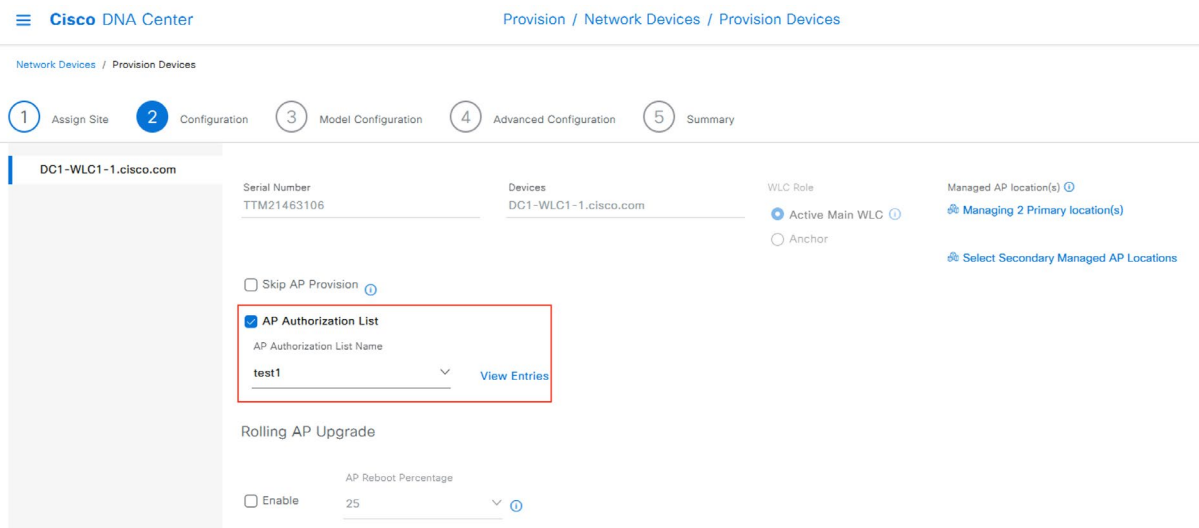 Cisco DNA Center
Provision / Network Devices / Provision Devices
Network Devices / Provision Devices
1 Assign Site 2 Configuration 3 Model Configuration 4 Advanced Configuration 5 Summary
DC1-WLC1-1.cisco.com
Serial Number
TTM21463106
Devices
DC1-WLC1-1.cisco.com
WLC Role
Active Main WLC
Anchor
Managed AP location(s)
Managing 2 Primary location(s)
Select Secondary Managed AP Locations
Skip AP Provision
AP Authorization List
AP Authorization List Name
test1
View Entries
Rolling AP Upgrade
Enable
AP Reboot Percentage
25